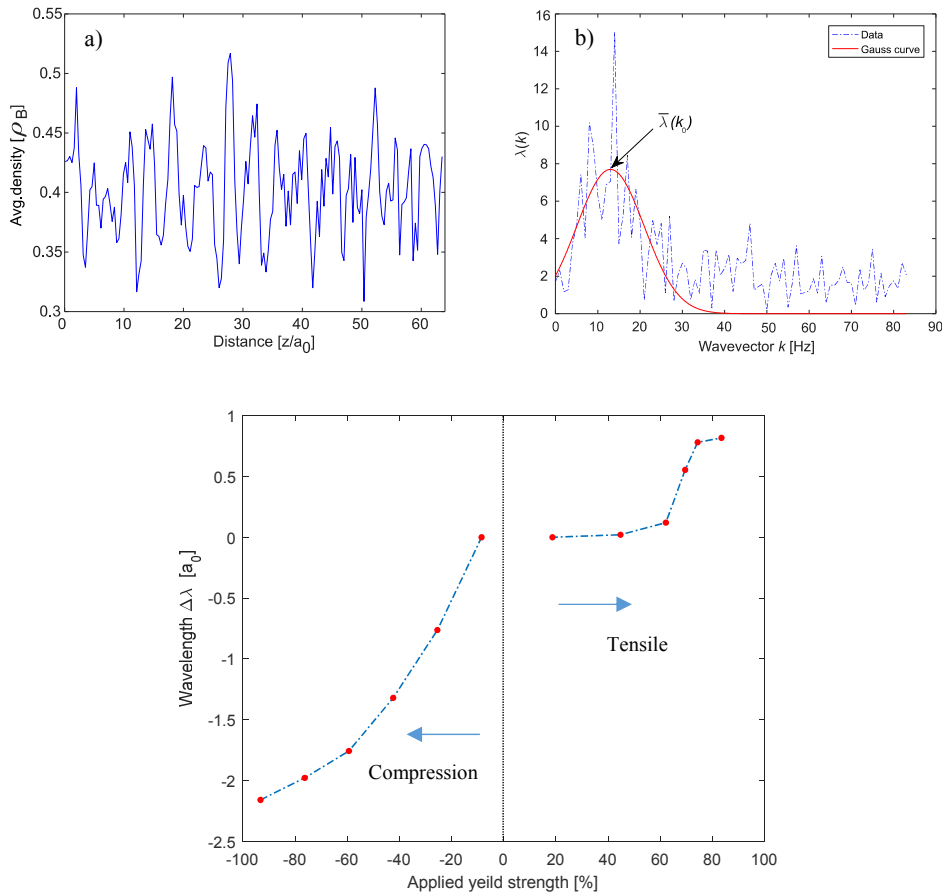 a)
0.55
0.5
0.45
0.4
0.35
0.3
0 10 20 30 40 50 60
Avg.density [ρB]
Distance [z/a0]
b)
16
14
12
10
8
6
4
2
0
0 10 20 30 40 50 60 70 80 90
λ(k)
Wavevector k [Hz]
Data
Gauss curve
λ̅(k0)
1
0.5
0
-0.5
-1
-1.5
-2
-2.5
-100 -80 -60 -40 -20 0 20 40 60 80 100
Wavelength Δλ [a0]
Applied yeild strength [%]
Tensile
Compression